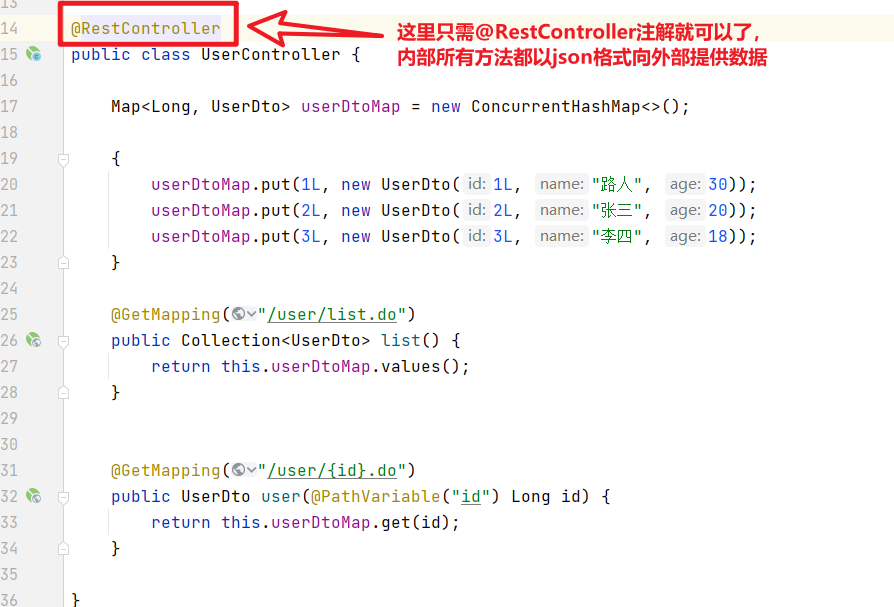 13
14 @RestController
这里只需@RestController注解就可以了，
内部所有方法都以json格式向外部提供数据
15 public class UserController {
16
17 Map<Long, UserDto> userDtoMap = new ConcurrentHashMap<>();
18
19 {
20 userDtoMap.put(1L, new UserDto( id: 1L, name: "路人", age: 30));
21 userDtoMap.put(2L, new UserDto( id: 2L, name: "张三", age: 20));
22 userDtoMap.put(3L, new UserDto( id: 3L, name: "李四", age: 18));
23 }
24
25 @GetMapping("/user/list.do")
26 public Collection<UserDto> list() {
27 return this.userDtoMap.values();
28 }
29
30
31 @GetMapping("/user/{id}.do")
32 public UserDto user(@PathVariable("id") Long id) {
33 return this.userDtoMap.get(id);
34 }
35
36 }